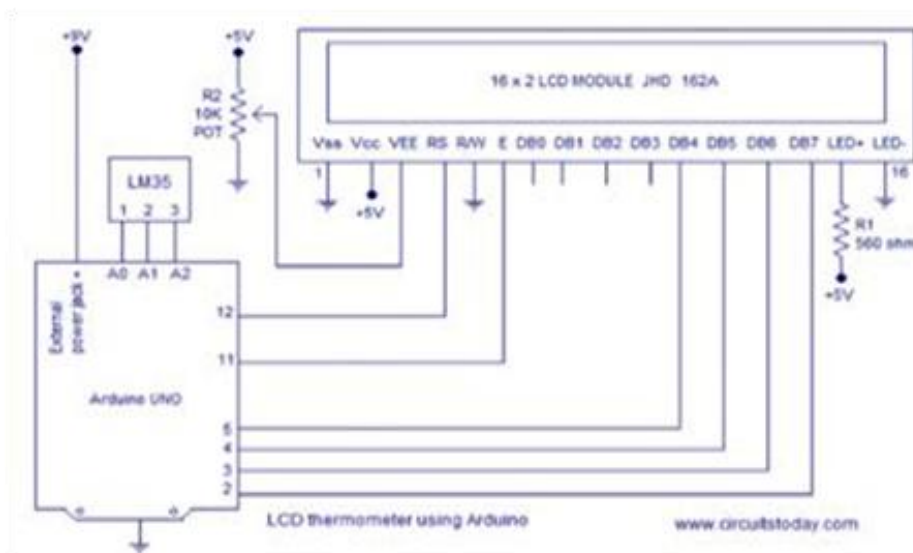 +9V
+5V
R2
10K
POT
16 x 2 LCD MODULE JHD 162A
Vss Vcc VEE RS R/W E DB0 DB1 DB2 DB3 DB4 DB5 DB6 DB7 LED+ LED-
1
16
+5V
R1
560 ohm
+5V
LM35
1 2 3
A0 A1 A2
External
power jack +
12
11
Arduino UNO
5
4
3
2
LCD thermometer using Arduino
www.circuitstoday.com